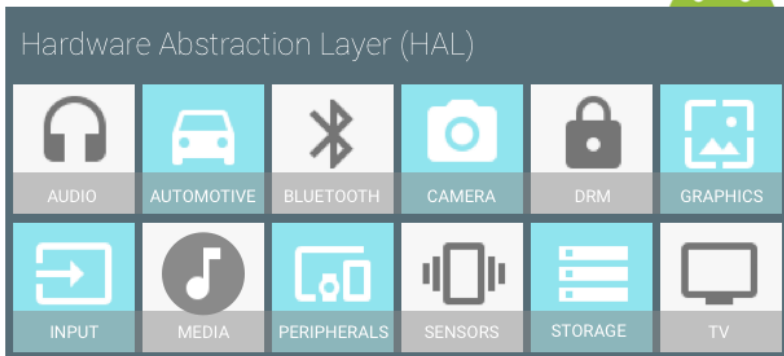 Hardware Abstraction Layer (HAL)
AUDIO AUTOMOTIVE BLUETOOTH CAMERA DRM GRAPHICS
INPUT MEDIA PERIPHERALS SENSORS STORAGE TV